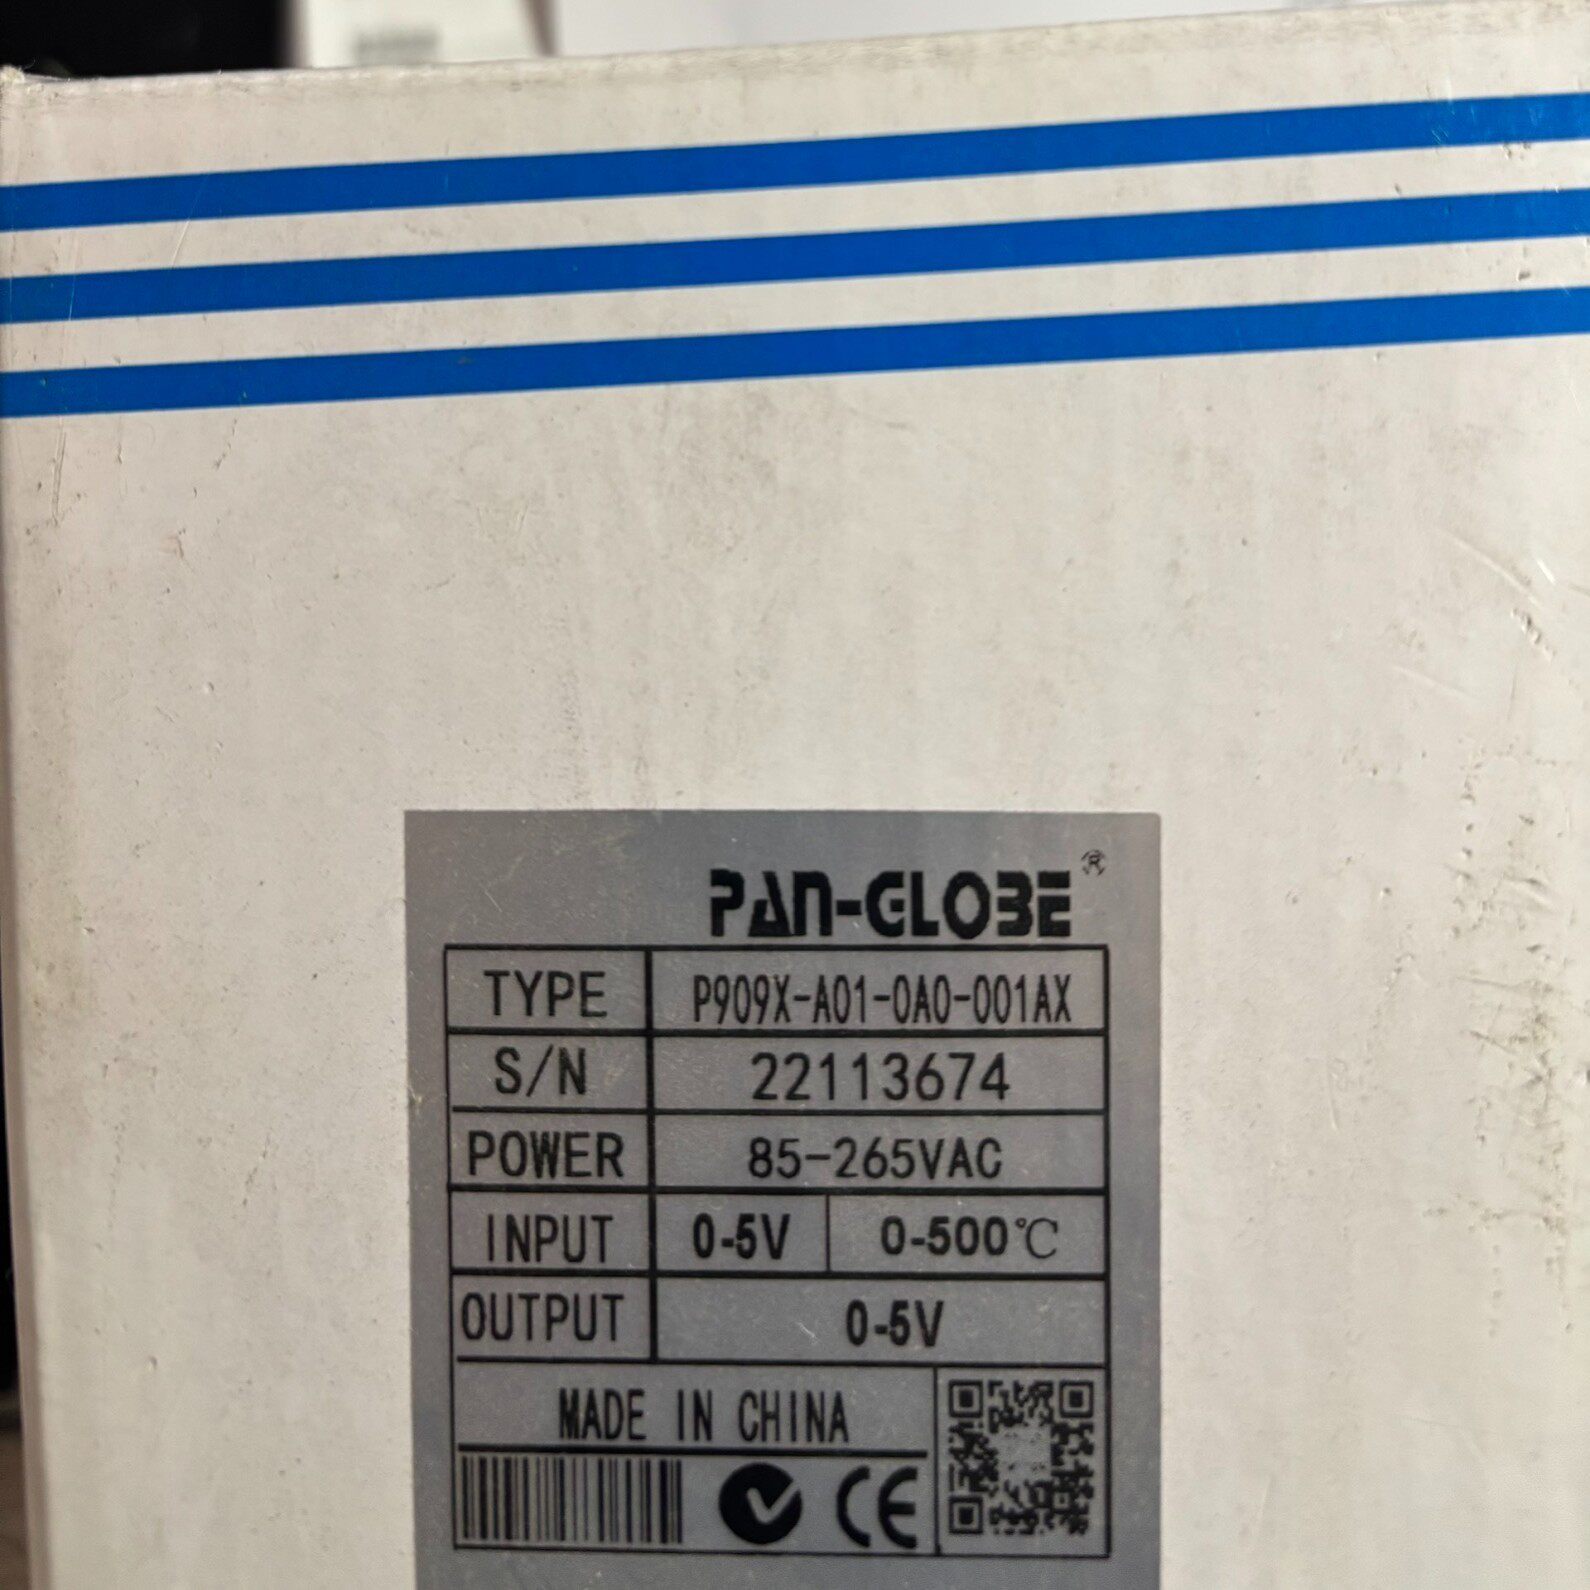 PAN-GLOBE ®
TYPE P909X-A01-0A0-001AX
S/N 22113674
POWER 85-265VAC
INPUT 0-5V 0-500℃
OUTPUT 0-5V
MADE IN CHINA
CE